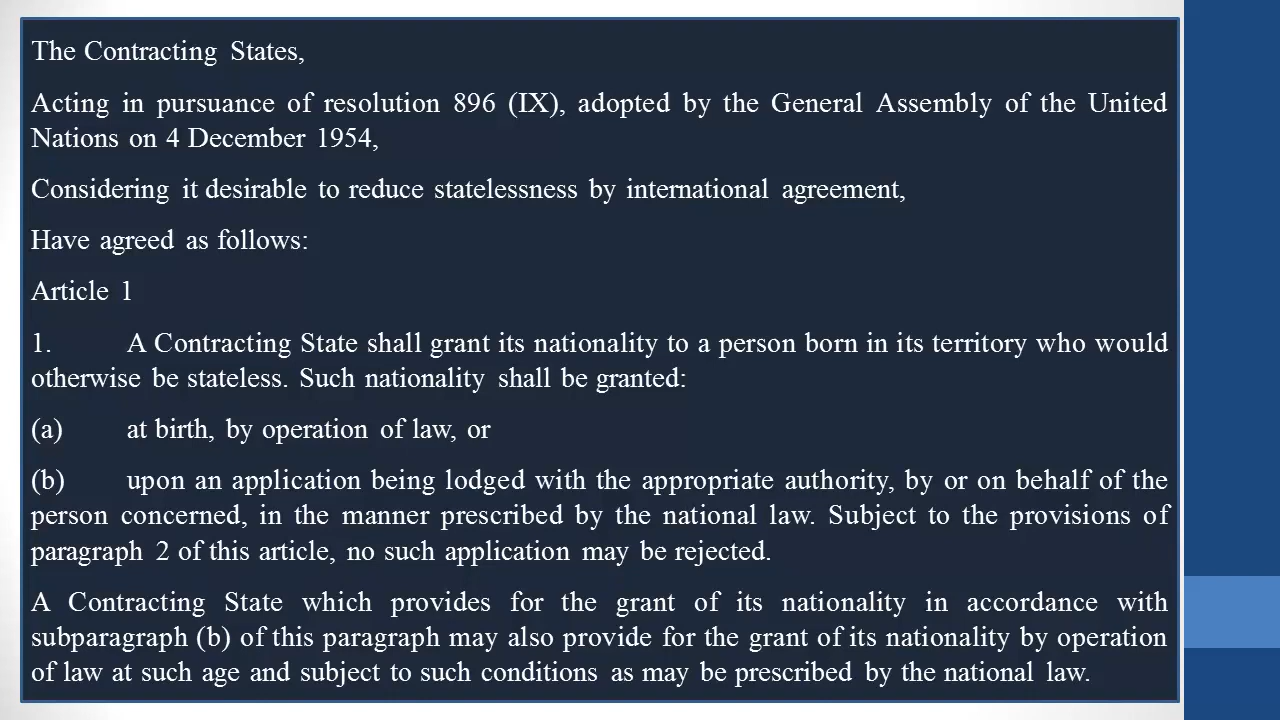 The Contracting States,
Acting in pursuance of resolution 896 (IX), adopted by the General Assembly of the United
Nations on 4 December 1954,
Considering it desirable to reduce statelessness by international agreement,
Have agreed as follows:
Article 1
1. A Contracting State shall grant its nationality to a person born in its territory who would
otherwise be stateless. Such nationality shall be granted:
(a) at birth, by operation of law, or
(b) upon an application being lodged with the appropriate authority, by or on behalf of the
person concerned, in the manner prescribed by the national law. Subject to the provisions of
paragraph 2 of this article, no such application may be rejected.
A Contracting State which provides for the grant of its nationality in accordance with
subparagraph (b) of this paragraph may also provide for the grant of its nationality by operation
of law at such age and subject to such conditions as may be prescribed by the national law.